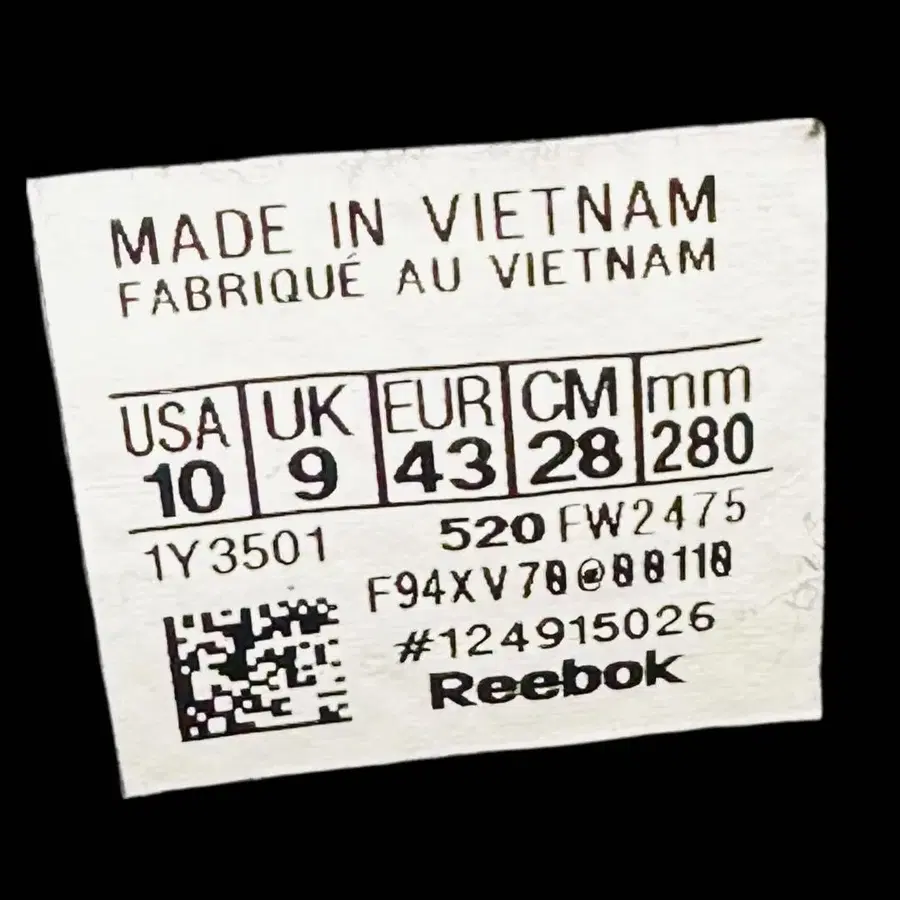 MADE IN VIETNAM
FABRIQUÉ AU VIETNAM
USA UK EUR CM mm
10 9 43 28 280
1Y3501 520 FW2475
F94XV70@00110
#124915026
Reebok